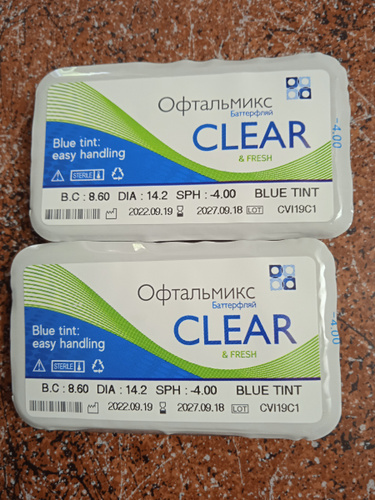 Офтальмикс
Баттерфляй
CLEAR
& FRESH
Blue tint:
easy handling
STERILE
-4.00
B.C : 8.60 DIA : 14.2 SPH : -4.00 BLUE TINT
2022.09.19 2027.09.18 LOT CVI19C1
Офтальмикс
Баттерфляй
CLEAR
& FRESH
Blue tint:
easy handling
STERILE
-4.00
B.C : 8.60 DIA : 14.2 SPH : -4.00 BLUE TINT
2022.09.19 2027.09.18 LOT CVI19C1